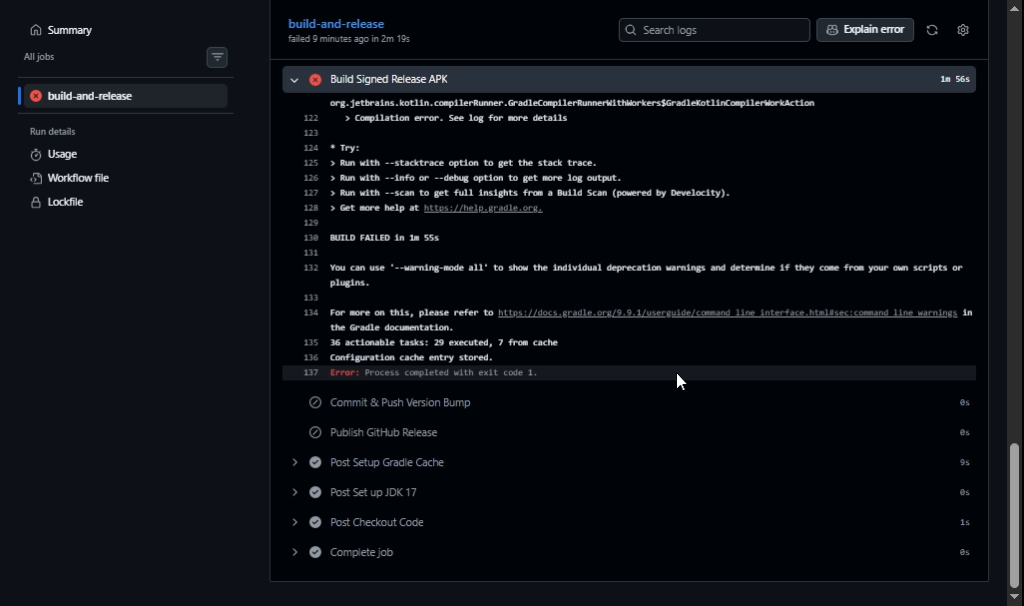 Summary
All jobs
build-and-release
Run details
Usage
Workflow file
Lockfile
build-and-release
failed 9 minutes ago in 2m 19s
Search logs
Explain error
Build Signed Release APK
1m 56s
org.jetbrains.kotlin.compilerRunner.GradleCompilerRunnerWithWorkers$GradleKotlinCompilerWorkAction
122 > Compilation error. See log for more details
123
124 * Try:
125 > Run with --stacktrace option to get the stack trace.
126 > Run with --info or --debug option to get more log output.
127 > Run with --scan to get full insights from a Build Scan (powered by Develocity).
128 > Get more help at https://help.gradle.org.
129
130 BUILD FAILED in 1m 55s
131
132 You can use '--warning-mode all' to show the individual deprecation warnings and determine if they come from your own scripts or
plugins.
133
134 For more on this, please refer to https://docs.gradle.org/9.9.1/userguide/command_line_interface.html#sec:command_line_warnings in
the Gradle documentation.
135 36 actionable tasks: 29 executed, 7 from cache
136 Configuration cache entry stored.
137 Error: Process completed with exit code 1.
Commit & Push Version Bump 0s
Publish GitHub Release 0s
Post Setup Gradle Cache 9s
Post Set up JDK 17 0s
Post Checkout Code 1s
Complete job 0s